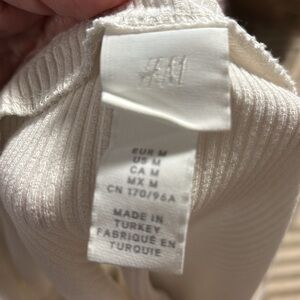 H&M
EUR M
US M
CA M
MX M
CN 170/96A
MADE IN
TURKEY
FABRIQUÉ EN
TURQUIE